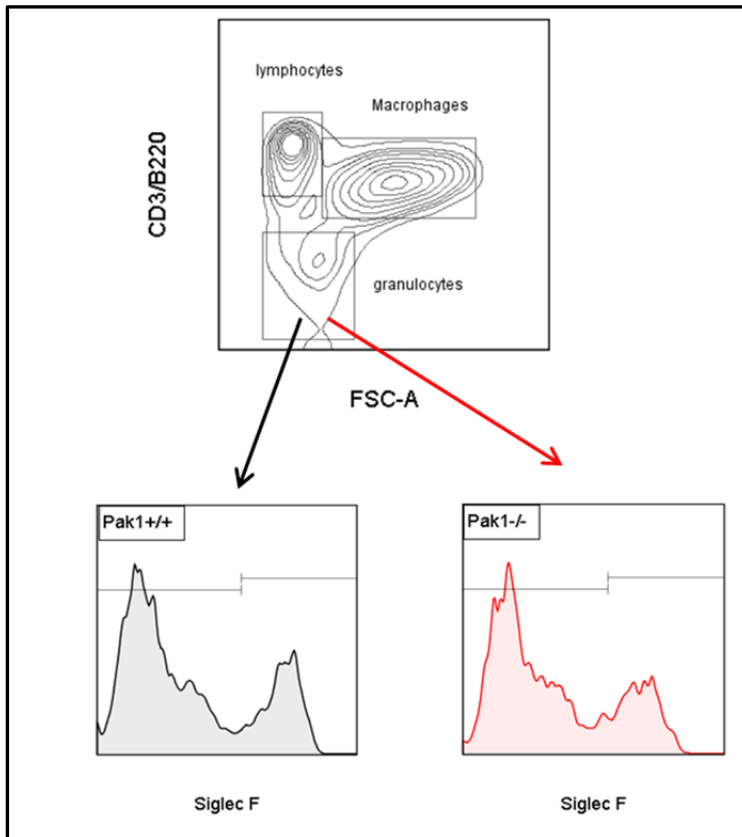 lymphocytes
Macrophages
CD3/B220
granulocytes
FSC-A
Pak1+/+
Pak1-/-
Siglec F
Siglec F